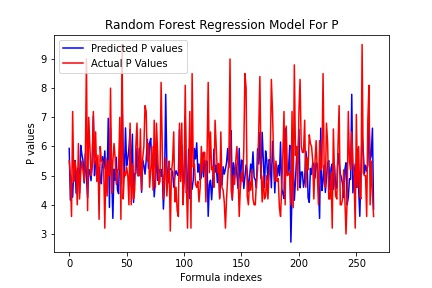 Random Forest Regression Model For P
Predicted P values
Actual P Values
P values
9
8
7
6
5
4
3
0 50 100 150 200 250
Formula indexes